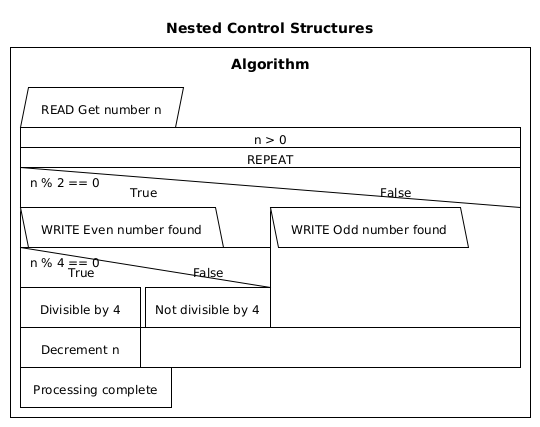 Nested Control Structures
Algorithm
READ Get number n
n > 0
REPEAT
n % 2 == 0
True
False
WRITE Even number found
WRITE Odd number found
n % 4 == 0
True
False
Divisible by 4
Not divisible by 4
Decrement n
Processing complete